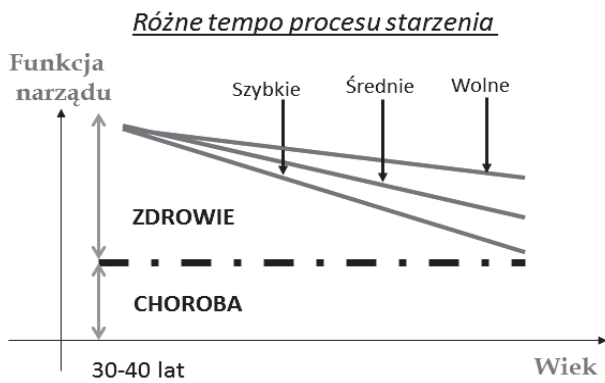 Różne tempo procesu starzenia
Funkcja
narządu
Szybkie
Średnie
Wolne
ZDROWIE
CHOROBA
30-40 lat
Wiek